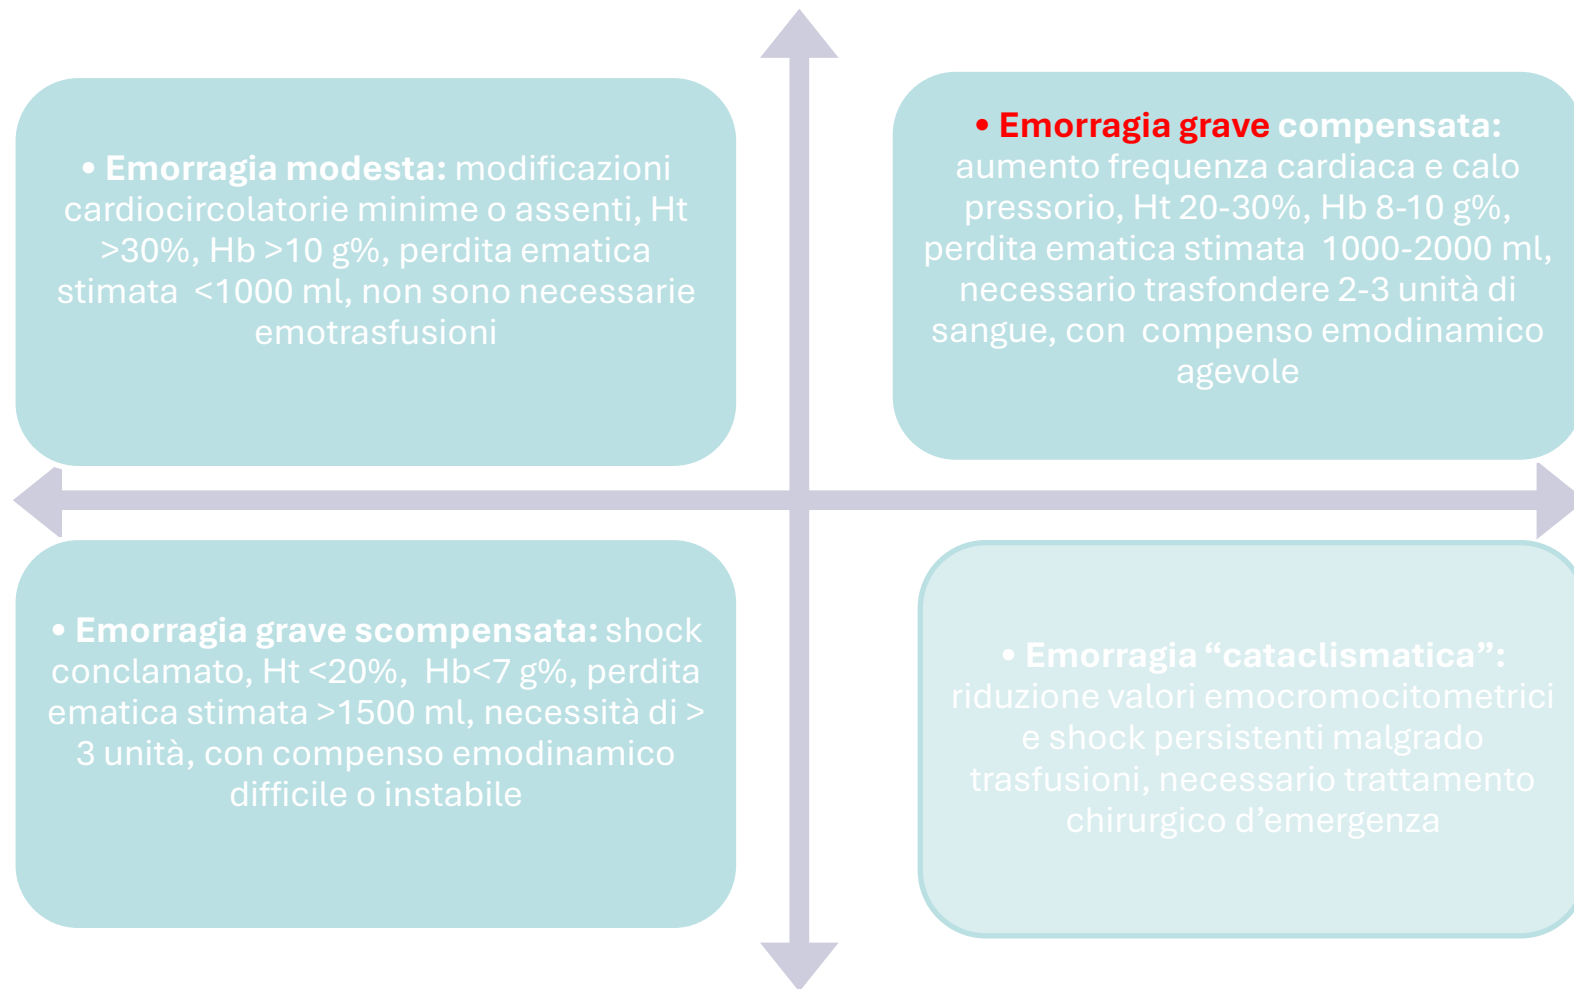 • Emorragia modesta: modificazioni
cardiocircolatorie minime o assenti, Ht
>30%, Hb >10 g%, perdita ematica
stimata  <1000 ml, non sono necessarie
emotrasfusioni
• Emorragia grave compensata:
aumento frequenza cardiaca e calo
pressorio, Ht 20-30%, Hb 8-10 g%,
perdita ematica stimata  1000-2000 ml,
necessario trasfondere 2-3 unità di
sangue, con  compenso emodinamico
agevole
• Emorragia grave scompensata: shock
conclamato, Ht <20%,  Hb<7 g%, perdita
ematica stimata >1500 ml, necessità di >
3 unità, con compenso emodinamico
difficile o instabile
• Emorragia “cataclismatica”:
riduzione valori emocromocitometrici
e shock persistenti malgrado
trasfusioni, necessario trattamento
chirurgico d’emergenza